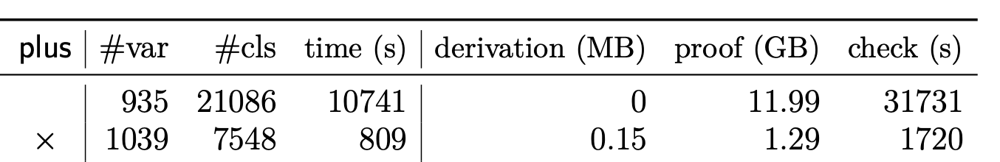 plus #var #cls time (s) derivation (MB) proof (GB) check (s)
935 21086 10741 0 11.99 31731
× 1039 7548 809 0.15 1.29 1720